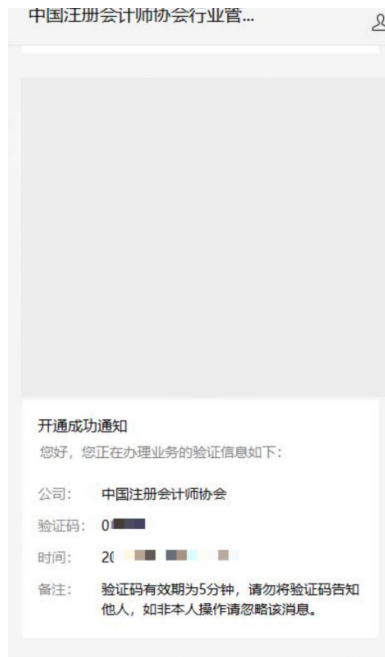 中国注册会计师协会行业管...
开通成功通知
您好，您正在办理业务的验证信息如下：
公司： 中国注册会计师协会
验证码： 0
时间： 20
备注： 验证码有效期为5分钟，请勿将验证码告知
他人，如非本人操作请忽略该消息。